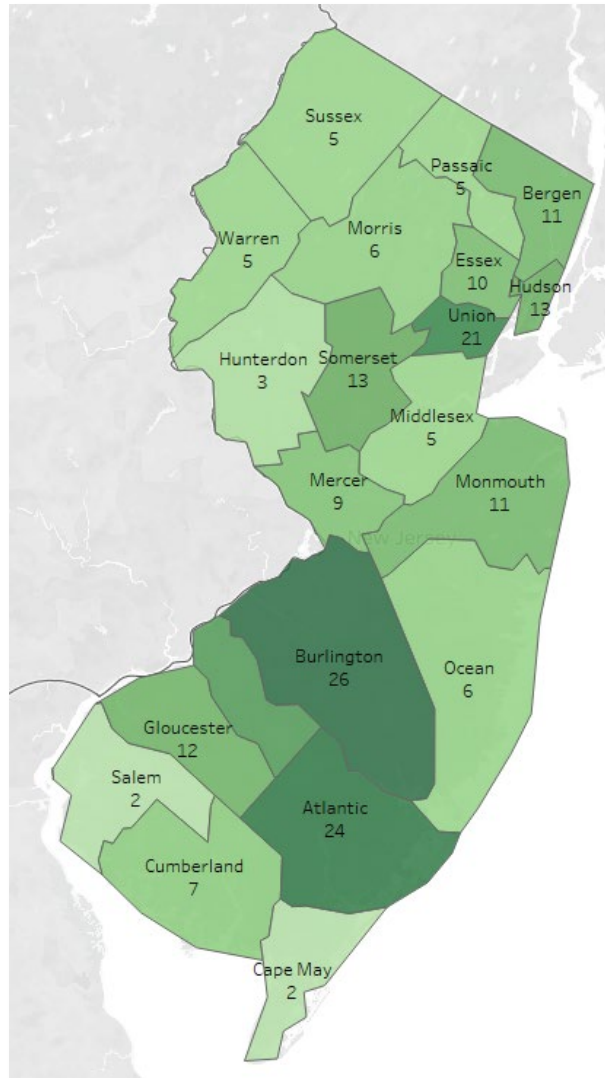 Sussex
5
Passaic
5
Bergen
11
Warren
5
Morris
6
Essex
10
Hudson
13
Union
21
Hunterdon
3
Somerset
13
Middlesex
5
Mercer
9
Monmouth
11
New Jersey
Burlington
26
Ocean
6
Gloucester
12
Salem
2
Atlantic
24
Cumberland
7
Cape May
2